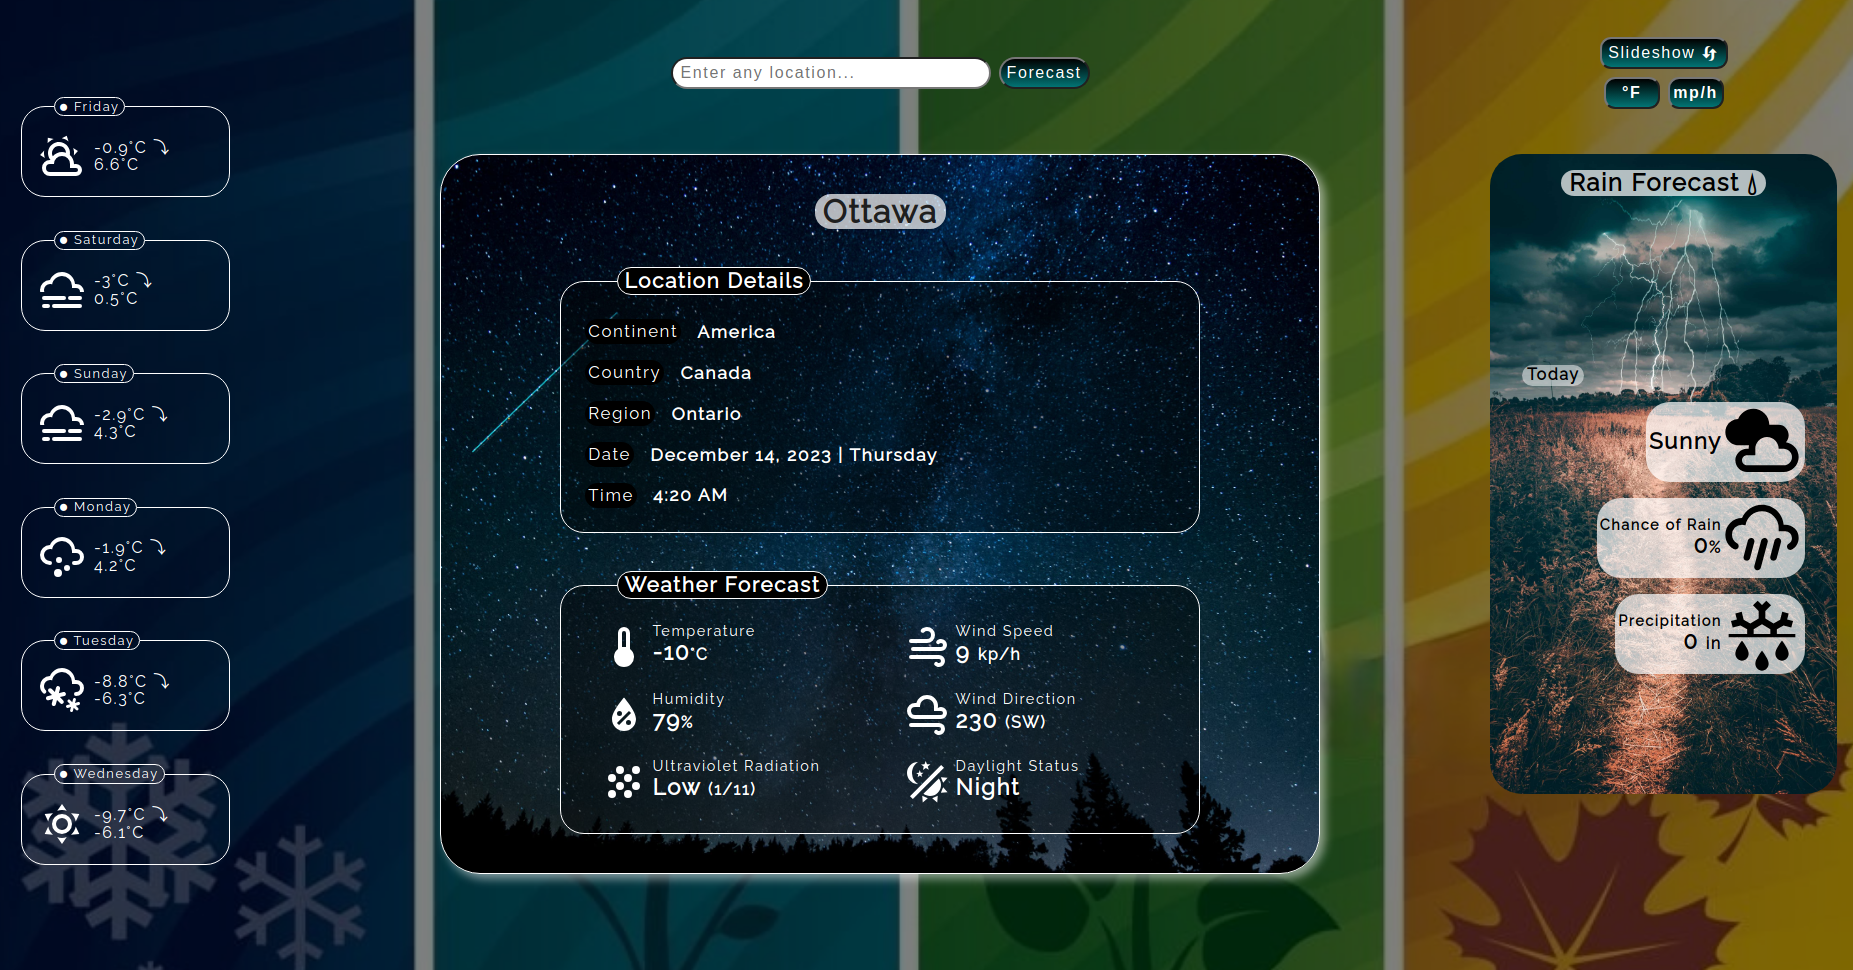 Enter any location...
Forecast
Slideshow
°F
mp/h
Friday
-0.9°C
6.6°C
Saturday
-3°C
0.5°C
Sunday
-2.9°C
4.3°C
Monday
-1.9°C
4.2°C
Tuesday
-8.8°C
-6.3°C
Wednesday
-9.7°C
-6.1°C
Ottawa
Location Details
Continent America
Country Canada
Region Ontario
Date December 14, 2023 | Thursday
Time 4:20 AM
Weather Forecast
Temperature
-10°C
Wind Speed
9 kp/h
Humidity
79%
Wind Direction
230 (SW)
Ultraviolet Radiation
Low (1/11)
Daylight Status
Night
Rain Forecast
Today
Sunny
Chance of Rain
0%
Precipitation
0 in